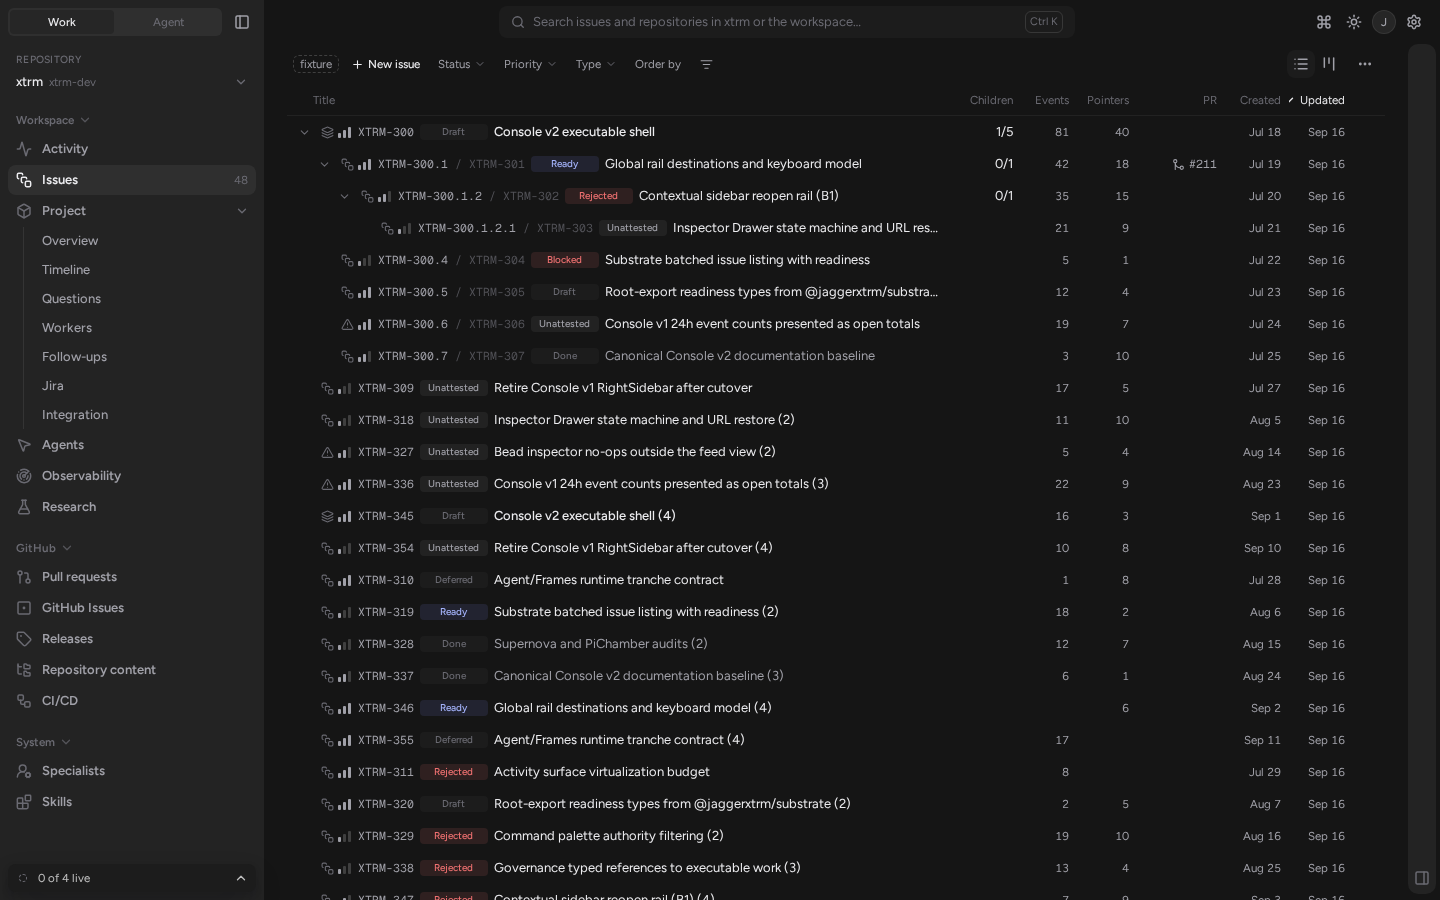 Work Agent
Search issues and repositories in xtrm or the workspace... Ctrl K
J
REPOSITORY
xtrm xtrm-dev
Workspace
Activity
Issues 48
Project
Overview
Timeline
Questions
Workers
Follow-ups
Jira
Integration
Agents
Observability
Research
GitHub
Pull requests
GitHub Issues
Releases
Repository content
CI/CD
System
Specialists
Skills
0 of 4 live
fixture + New issue Status Priority Type Order by
Title Children Events Pointers PR Created Updated
XTRM-300 Draft Console v2 executable shell 1/5 81 40 Jul 18 Sep 16
XTRM-300.1 / XTRM-301 Ready Global rail destinations and keyboard model 0/1 42 18 #211 Jul 19 Sep 16
XTRM-300.1.2 / XTRM-302 Rejected Contextual sidebar reopen rail (B1) 0/1 35 15 Jul 20 Sep 16
XTRM-300.1.2.1 / XTRM-303 Unattested Inspector Drawer state machine and URL res... 21 9 Jul 21 Sep 16
XTRM-300.4 / XTRM-304 Blocked Substrate batched issue listing with readiness 5 1 Jul 22 Sep 16
XTRM-300.5 / XTRM-305 Draft Root-export readiness types from @jaggerxtrm/substra... 12 4 Jul 23 Sep 16
XTRM-300.6 / XTRM-306 Unattested Console v1 24h event counts presented as open totals 19 7 Jul 24 Sep 16
XTRM-300.7 / XTRM-307 Done Canonical Console v2 documentation baseline 3 10 Jul 25 Sep 16
XTRM-309 Unattested Retire Console v1 RightSidebar after cutover 17 5 Jul 27 Sep 16
XTRM-318 Unattested Inspector Drawer state machine and URL restore (2) 11 10 Aug 5 Sep 16
XTRM-327 Unattested Bead inspector no-ops outside the feed view (2) 5 4 Aug 14 Sep 16
XTRM-336 Unattested Console v1 24h event counts presented as open totals (3) 22 9 Aug 23 Sep 16
XTRM-345 Draft Console v2 executable shell (4) 16 3 Sep 1 Sep 16
XTRM-354 Unattested Retire Console v1 RightSidebar after cutover (4) 10 8 Sep 10 Sep 16
XTRM-310 Deferred Agent/Frames runtime tranche contract 1 8 Jul 28 Sep 16
XTRM-319 Ready Substrate batched issue listing with readiness (2) 18 2 Aug 6 Sep 16
XTRM-328 Done Supernova and PiChamber audits (2) 12 7 Aug 15 Sep 16
XTRM-337 Done Canonical Console v2 documentation baseline (3) 6 1 Aug 24 Sep 16
XTRM-346 Ready Global rail destinations and keyboard model (4) 6 Sep 2 Sep 16
XTRM-355 Deferred Agent/Frames runtime tranche contract (4) 17 Sep 11 Sep 16
XTRM-311 Rejected Activity surface virtualization budget 8 Jul 29 Sep 16
XTRM-320 Draft Root-export readiness types from @jaggerxtrm/substrate (2) 2 5 Aug 7 Sep 16
XTRM-329 Rejected Command palette authority filtering (2) 19 10 Aug 16 Sep 16
XTRM-338 Rejected Governance typed references to executable work (3) 13 4 Aug 25 Sep 16
XTRM-347 Rejected Contextual sidebar reopen rail (B1) (4) 7 9 Sep 3 Sep 16